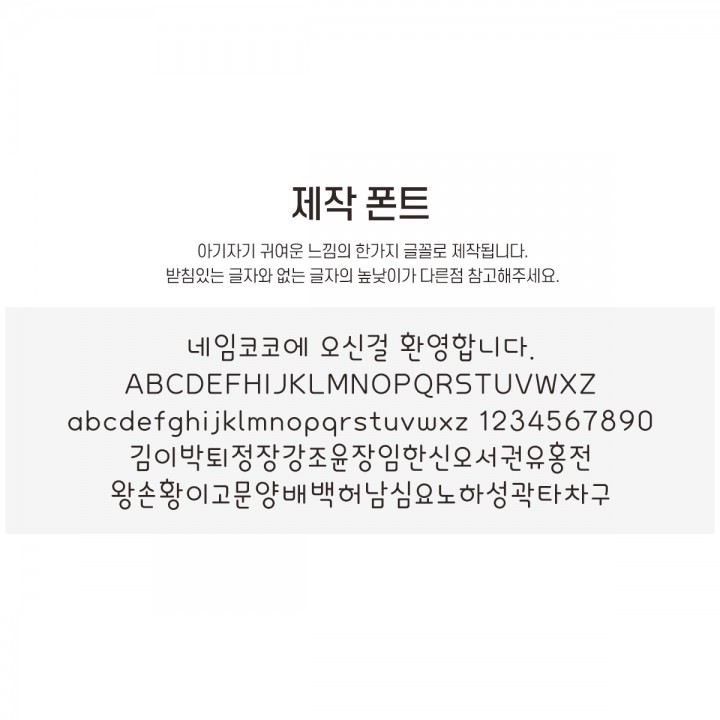 제작 폰트
아기자기 귀여운 느낌의 한가지 글꼴로 제작됩니다.
받침있는 글자와 없는 글자의 높낮이가 다른점 참고해주세요.
네임코코에 오신걸 환영합니다.
ABCDEFHIJKLMNOPQRSTUVWXZ
abcdefghijklmnopqrstuvwxz 1234567890
김이박퇴정장강조윤장임한신오서권유홍전
왕손황이고문양배백허남심요노하성곽타차구